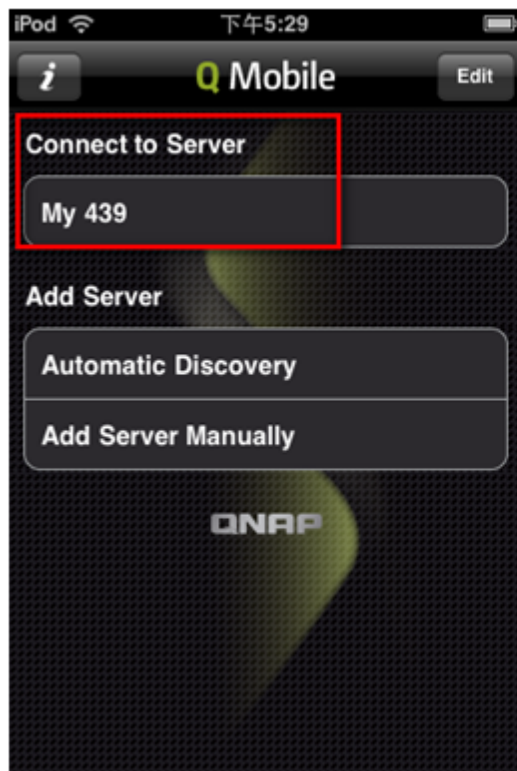 iPod 下午5:29
i Q Mobile Edit
Connect to Server
My 439
Add Server
Automatic Discovery
Add Server Manually
QNAP